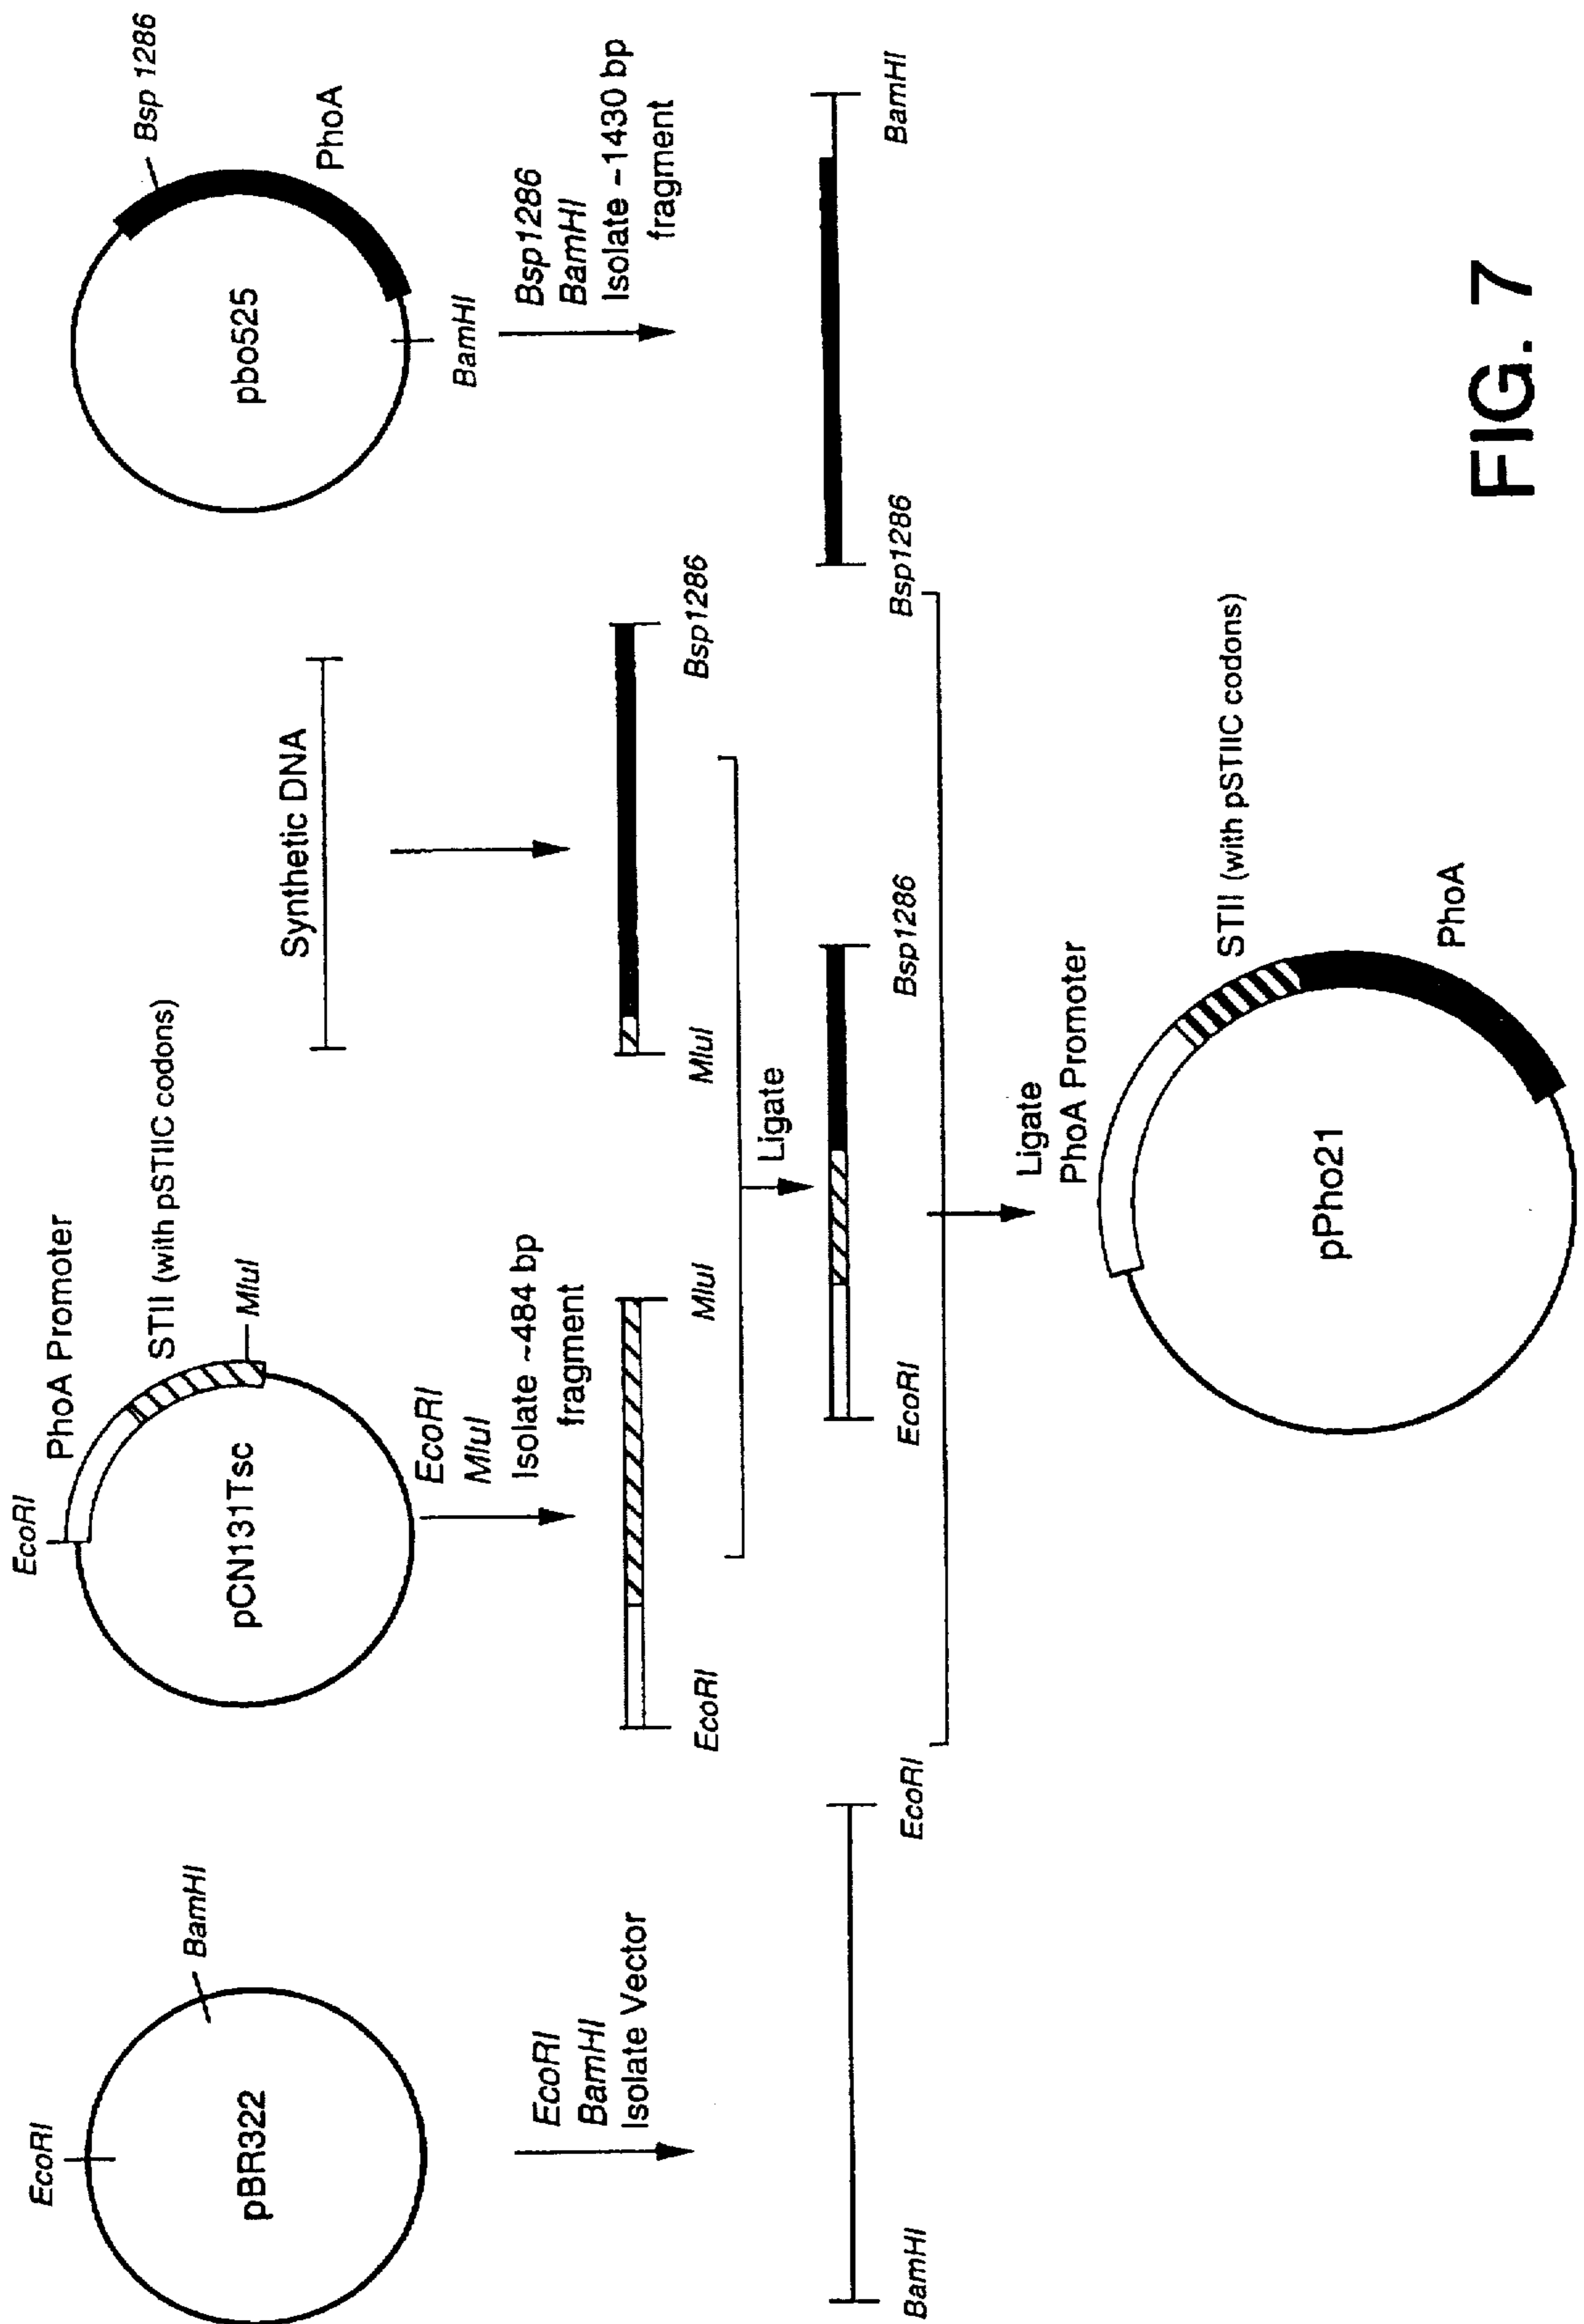 EcoRI
BamHI
pBR322
EcoRI
BamHI
Isolate Vector
BamHI
EcoRI
EcoRI
PhoA Promoter
STII (with pSTIIC codons)
MluI
pCN131Tsc
EcoRI
MluI
Isolate ~484 bp
fragment
EcoRI
MluI
Synthetic DNA
MluI
Bsp1286
Ligate
EcoRI
Bsp1286
Bsp 1286
PhoA
pbo525
BamHI
Bsp1286
BamHI
Isolate ~1430 bp
fragment
Bsp1286
BamHI
Ligate
PhoA Promoter
STII (with pSTIIC codons)
PhoA
pPho21
FIG. 7